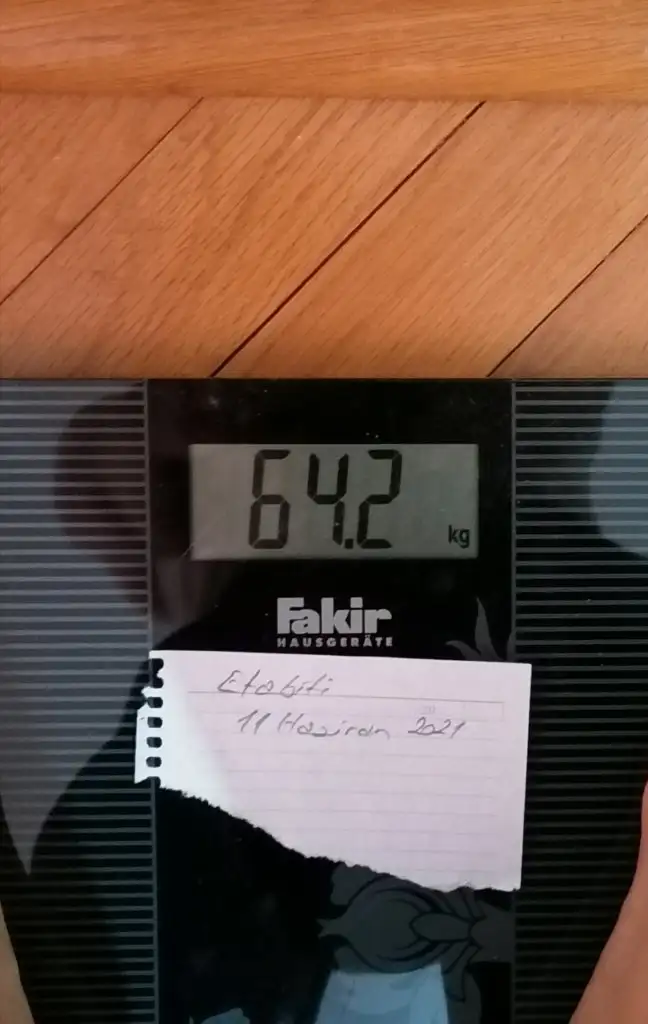 64.2 kg
Fakir
HAUSGERÄTE
Etabiti
11 Haziran 2021